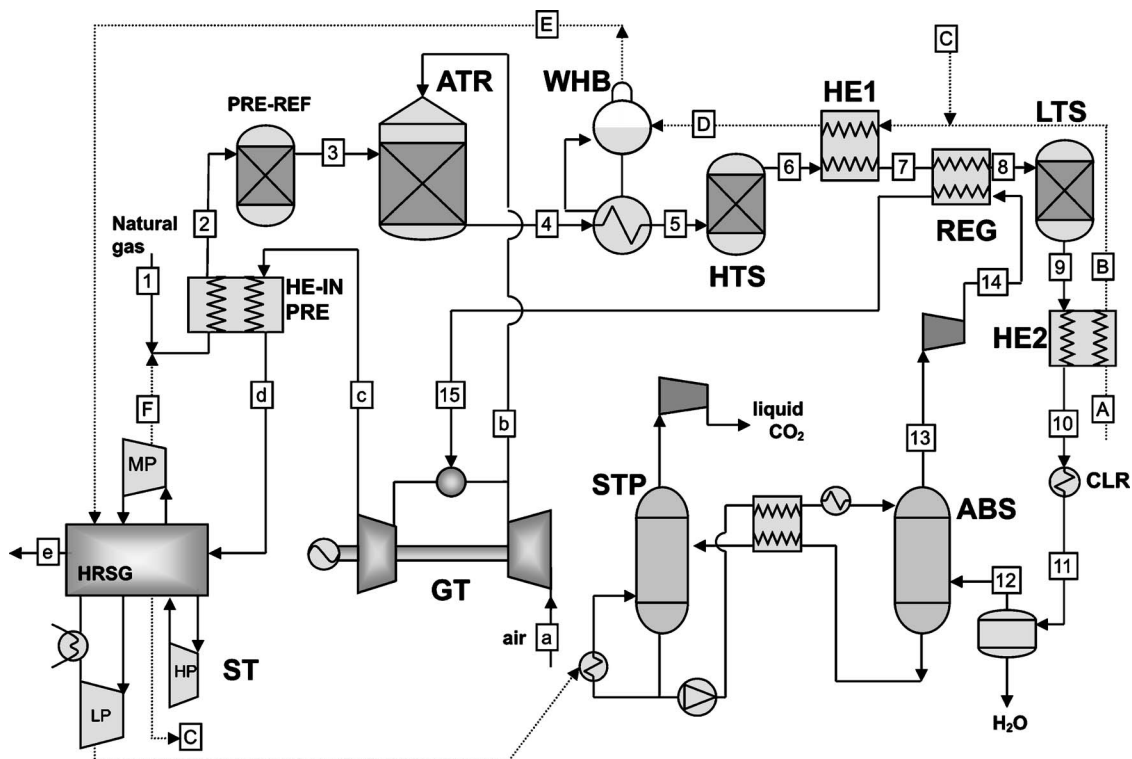 E
C
ATR
WHB
HE1
LTS
PRE-REF
3
D
6
7
8
2
4
5
Natural
gas
HTS
REG
9
B
1
HE-IN
PRE
14
HE2
F
d
c
15
b
liquid
CO₂
13
10
A
MP
STP
CLR
ABS
e
HRSG
GT
12
11
air
a
HP
ST
LP
C
H₂O